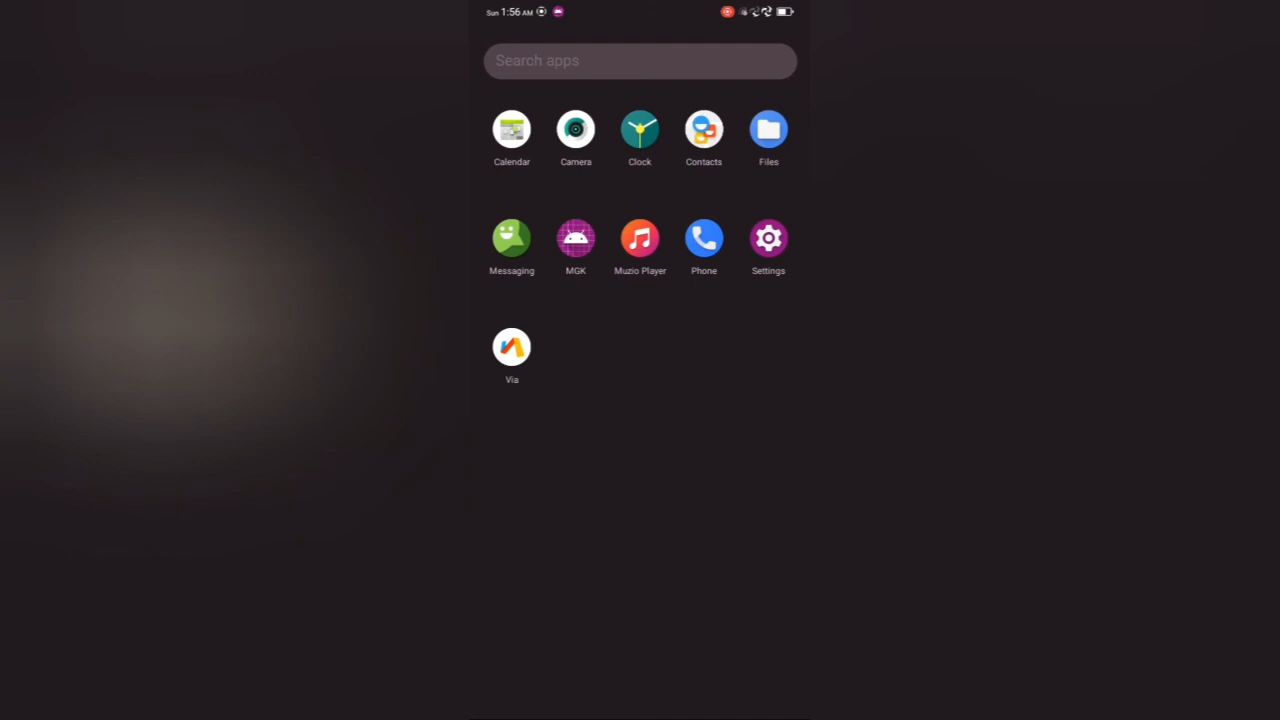 Sun 1:56 AM
Search apps
Calendar Camera Clock Contacts Files
Messaging MGK Muzio Player Phone Settings
Via